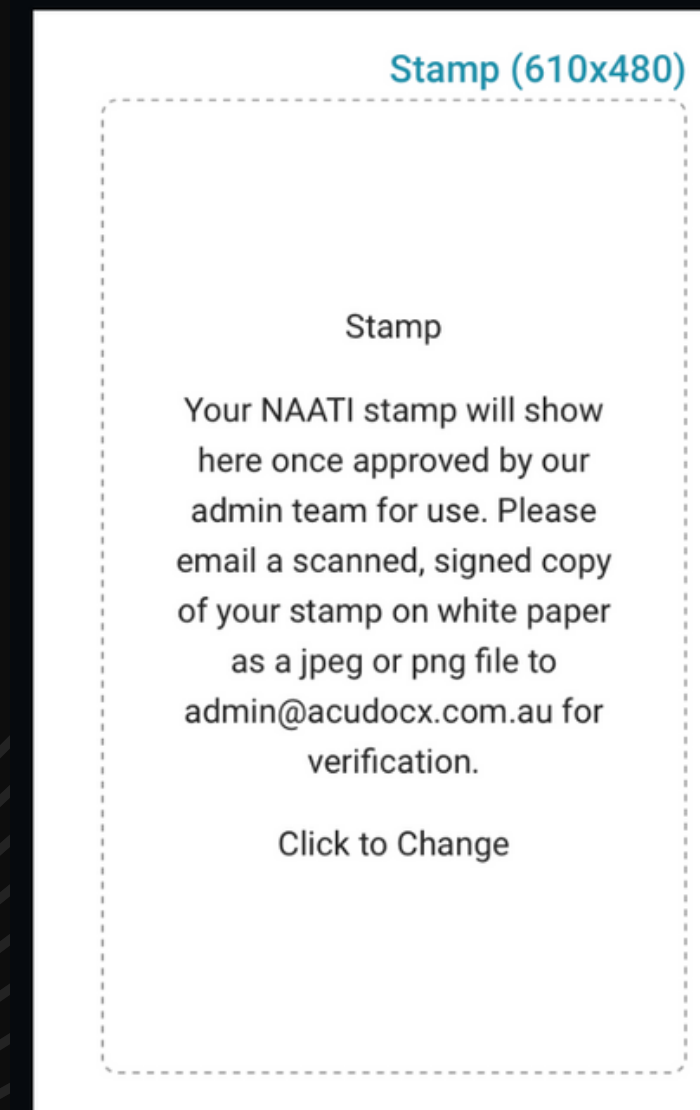 Stamp (610x480)
Stamp
Your NAATI stamp will show
here once approved by our
admin team for use. Please
email a scanned, signed copy
of your stamp on white paper
as a jpeg or png file to
admin@acudocx.com.au for
verification.
Click to Change